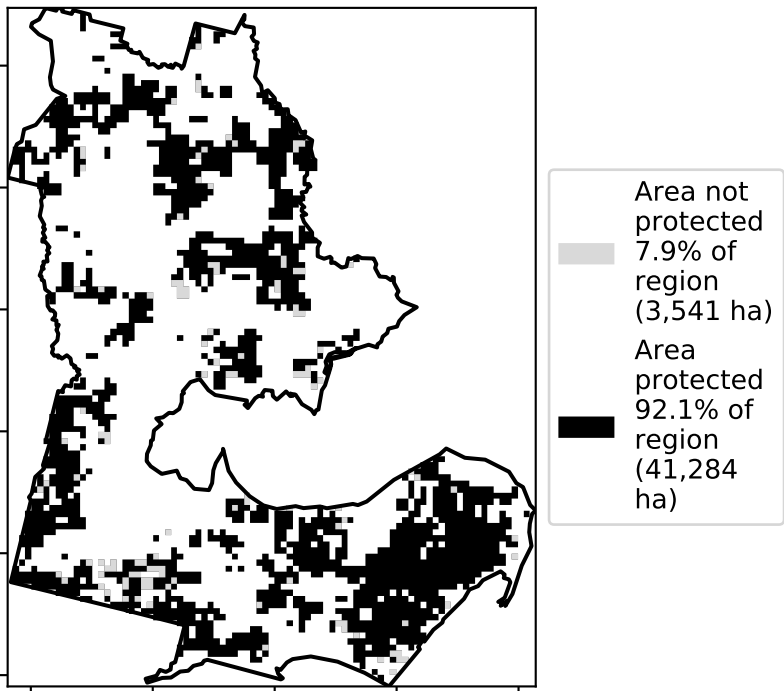 Area not
protected
7.9% of
region
(3,541 ha)
Area
protected
92.1% of
region
(41,284
ha)